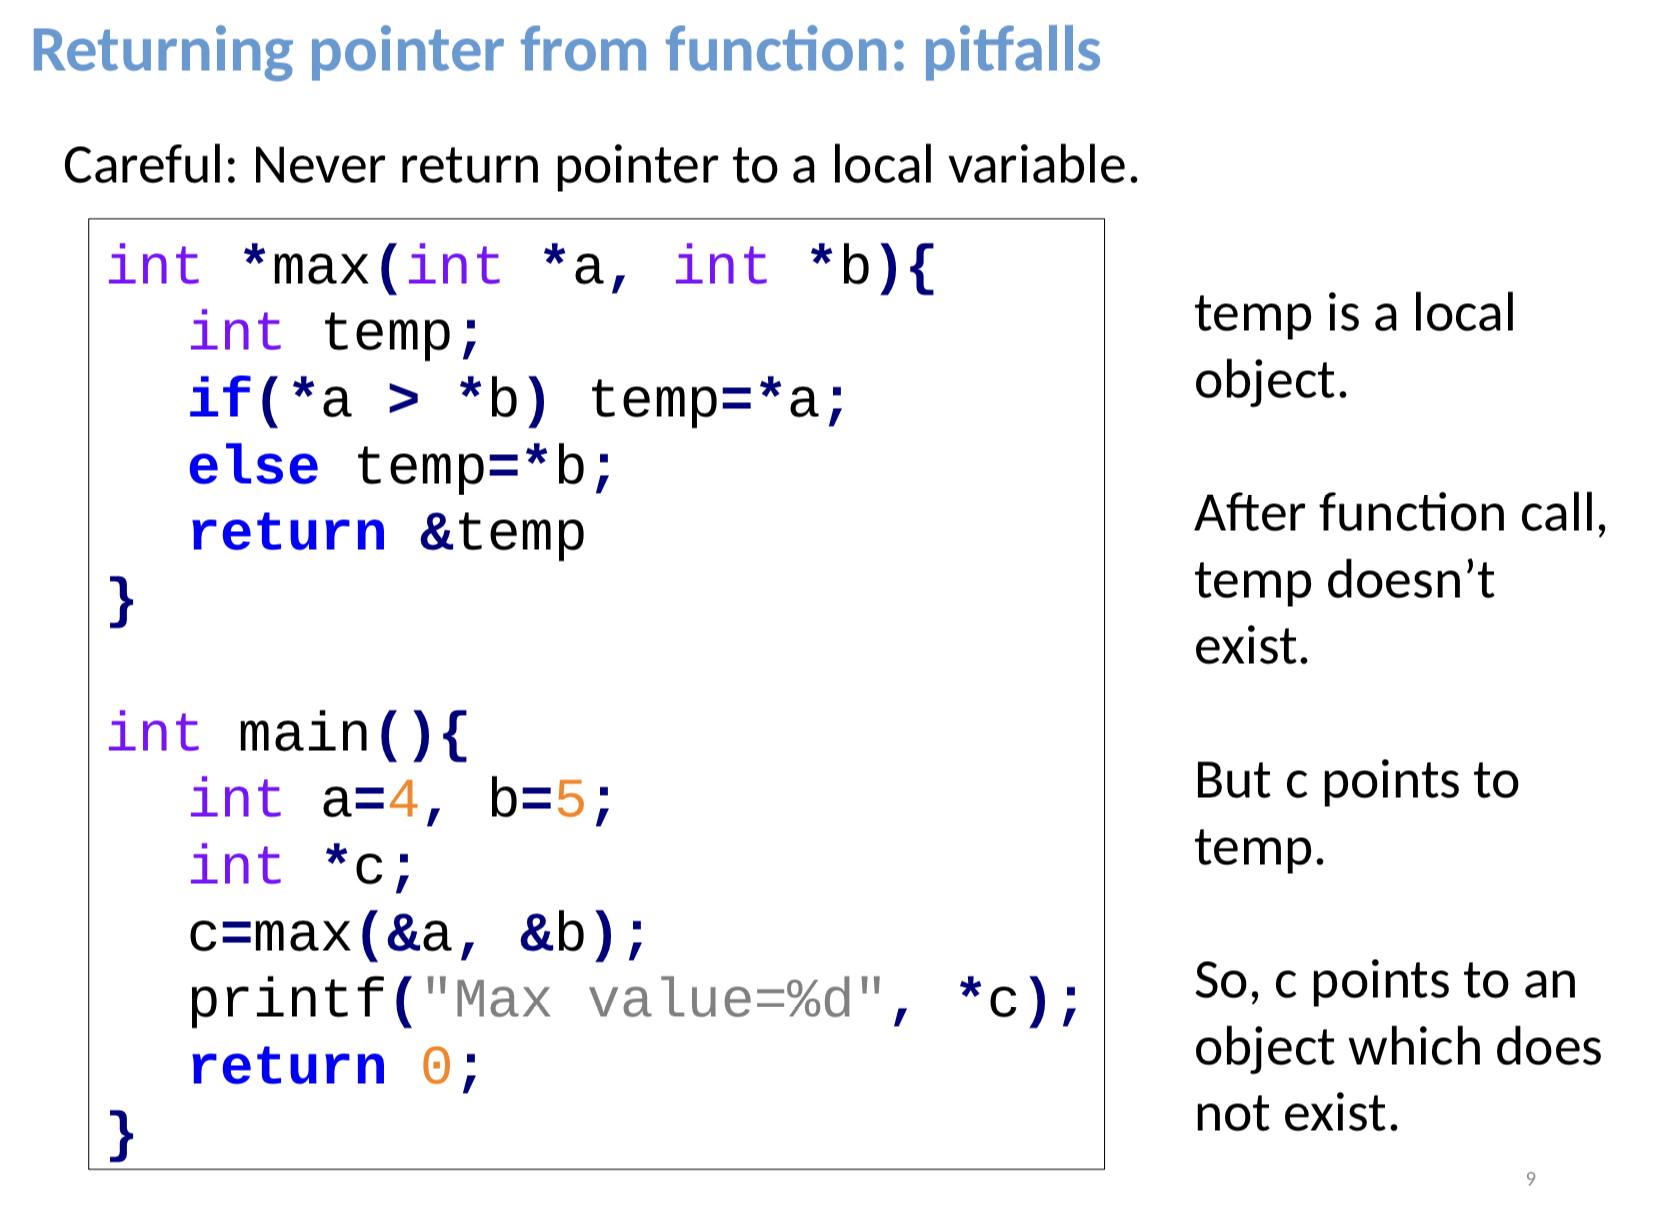 Returning pointer from function: pitfalls
Careful: Never return pointer to a local variable.
int *max(int *a, int *b){
int temp;
if(*a > *b) temp=*a;
else temp=*b;
return &temp
}
int main(){
int a=4, b=5;
int *c;
c=max(&a, &b);
printf("Max value=%d", *c);
return 0;
}
temp is a local
object.
After function call,
temp doesn’t
exist.
But c points to
temp.
So, c points to an
object which does
not exist.
9